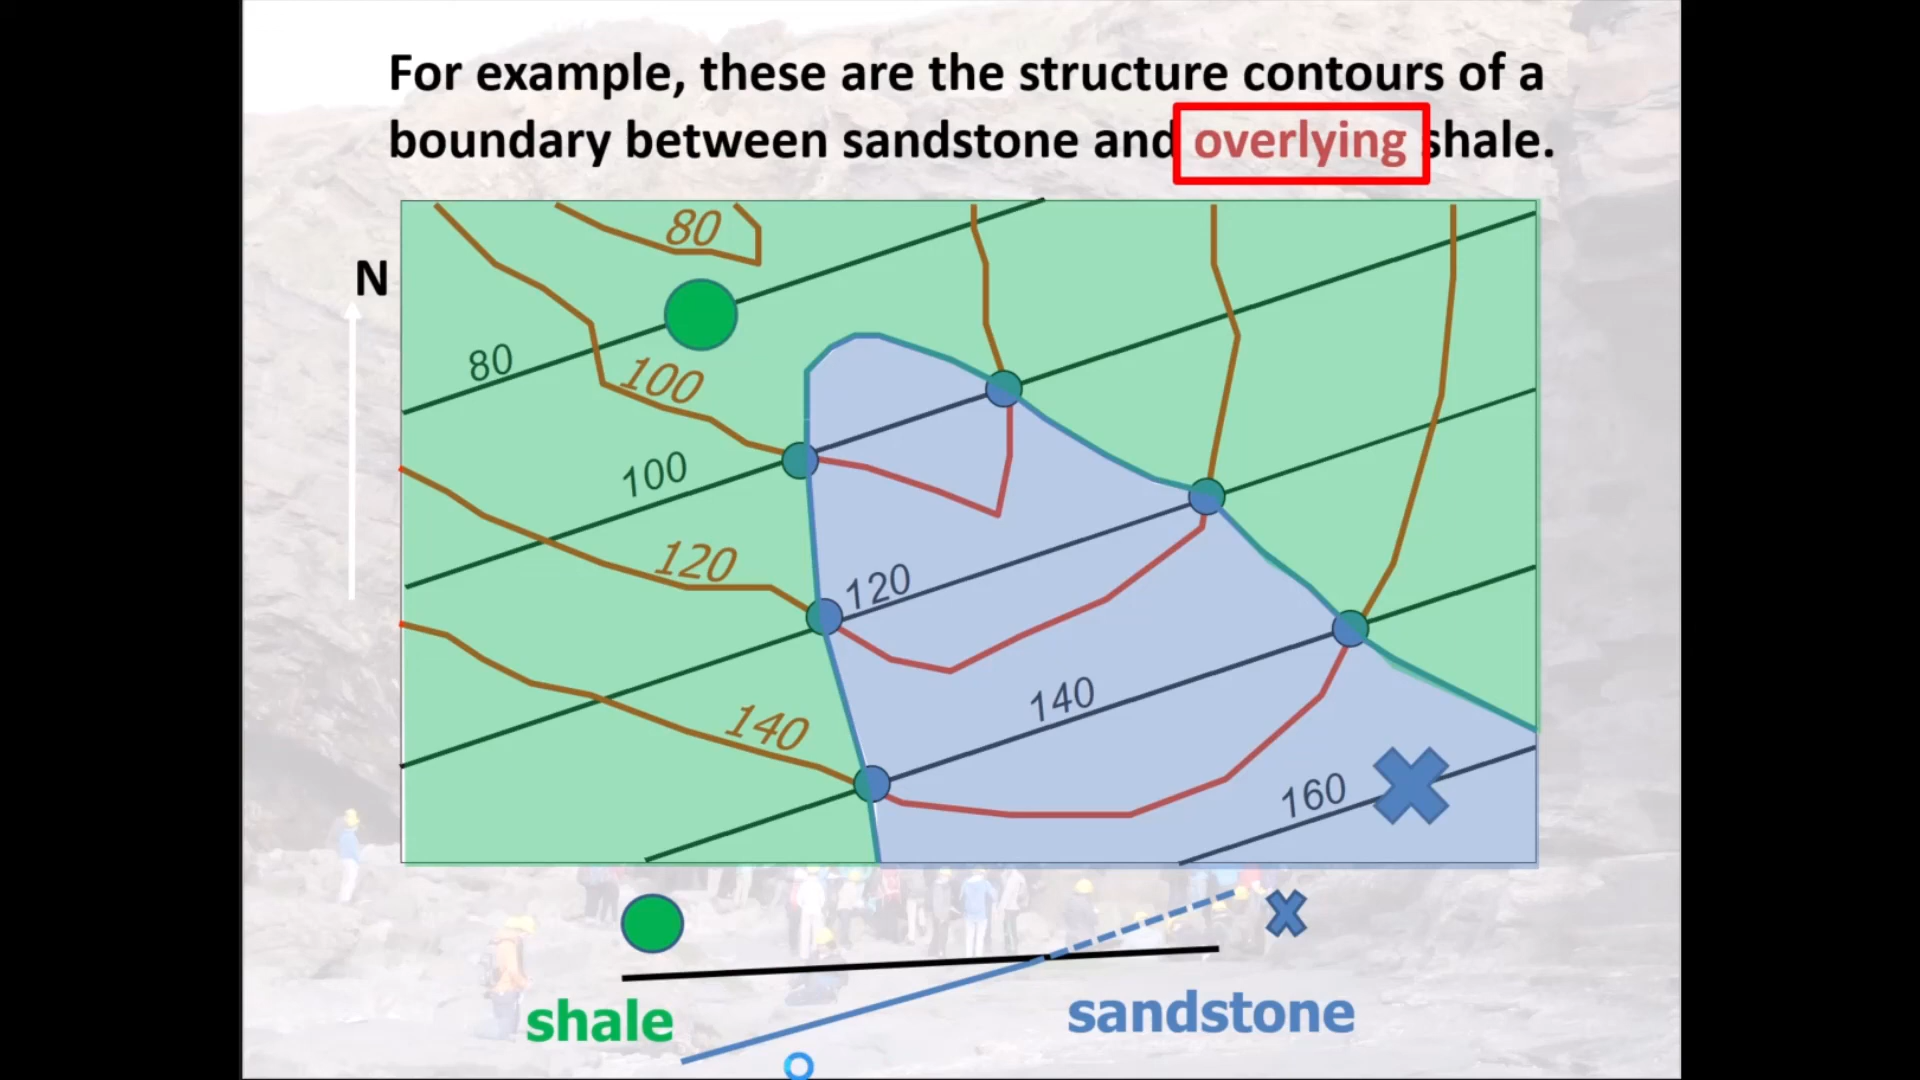 For example, these are the structure contours of a
boundary between sandstone and overlying shale.
N
80
80
100
100
120
120
140
140
160
shale
sandstone